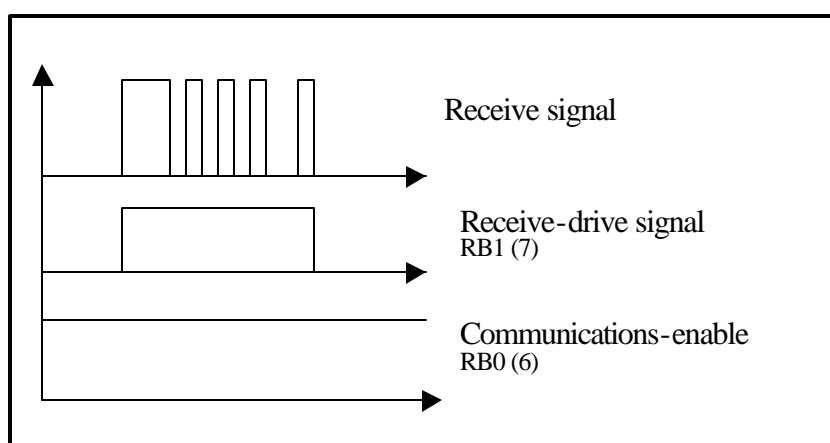 Receive signal
Receive-drive signal
RB1 (7)
Communications-enable
RB0 (6)